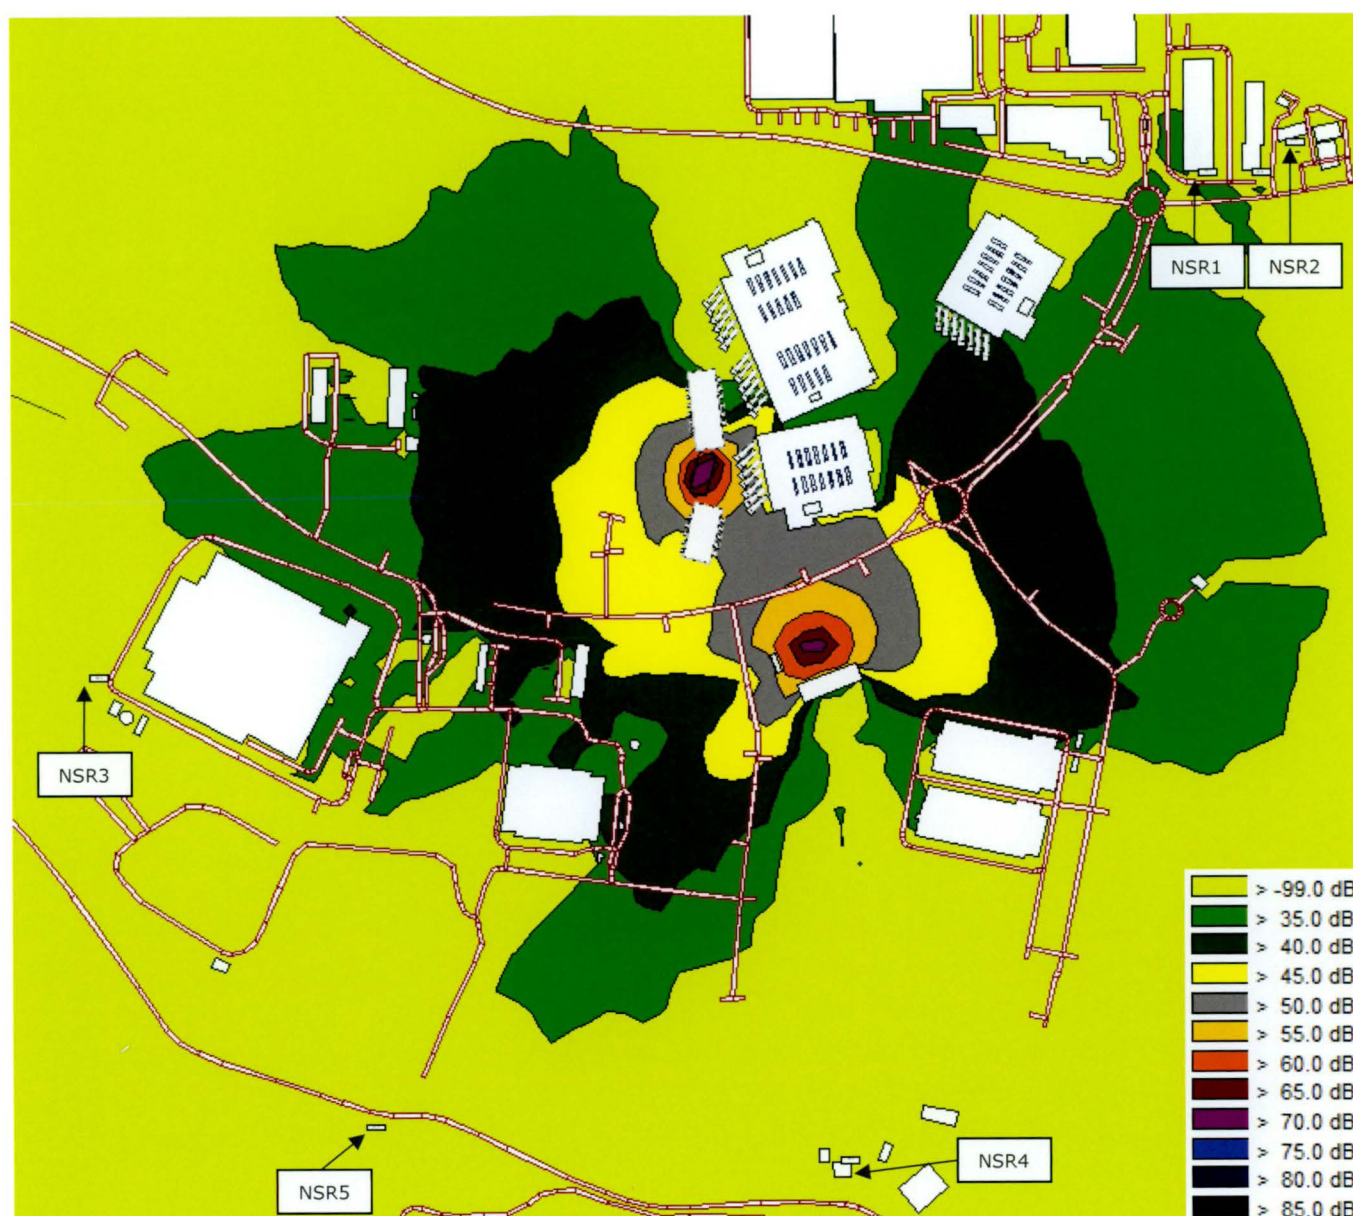 NSR1
NSR2
NSR3
NSR4
NSR5
> -99.0 dB
> 35.0 dB
> 40.0 dB
> 45.0 dB
> 50.0 dB
> 55.0 dB
> 60.0 dB
> 65.0 dB
> 70.0 dB
> 75.0 dB
> 80.0 dB
> 85.0 dB